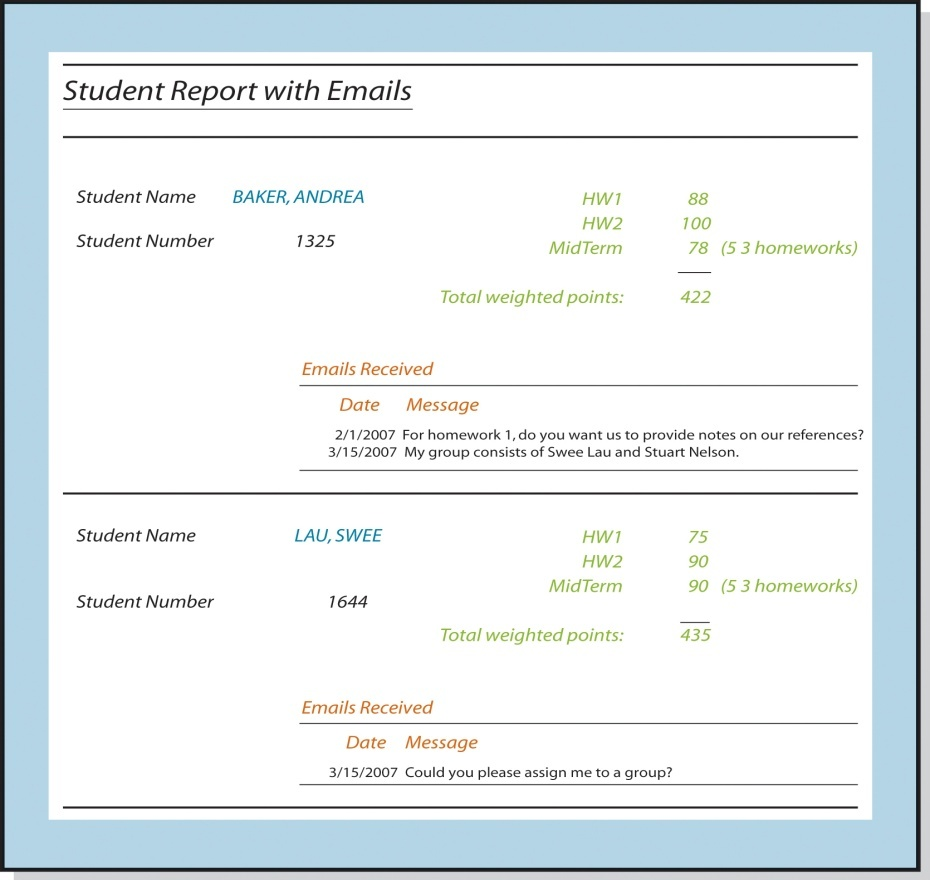 Student Report with Emails
Student Name BAKER, ANDREA HW1 88
HW2 100
Student Number 1325 MidTerm 78 (5 3 homeworks)
Total weighted points: 422
Emails Received
Date Message
2/1/2007 For homework 1, do you want us to provide notes on our references?
3/15/2007 My group consists of Swee Lau and Stuart Nelson.
Student Name LAU, SWEE HW1 75
HW2 90
MidTerm 90 (5 3 homeworks)
Student Number 1644
Total weighted points: 435
Emails Received
Date Message
3/15/2007 Could you please assign me to a group?